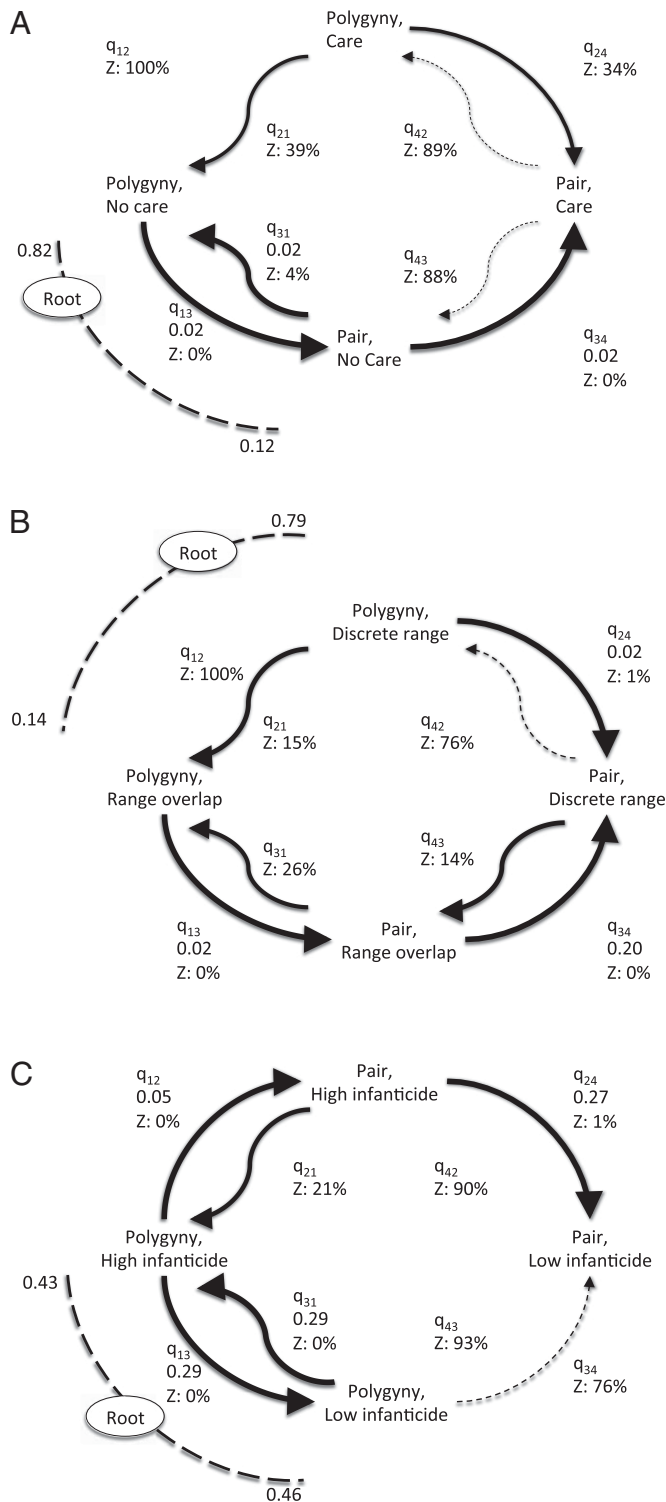 A
Polygyny,
Care
q12
Z: 100%
q24
Z: 34%
q21
Z: 39%
q42
Z: 89%
Polygyny,
No care
Pair,
Care
q31
0.02
Z: 4%
q43
Z: 88%
0.82
Root
q13
0.02
Z: 0%
Pair,
No Care
q34
0.02
Z: 0%
0.12
B
0.79
Root
Polygyny,
Discrete range
q24
0.02
Z: 1%
q12
Z: 100%
0.14
q21
Z: 15%
q42
Z: 76%
Polygyny,
Range overlap
Pair,
Discrete range
q31
Z: 26%
q43
Z: 14%
q13
0.02
Z: 0%
Pair,
Range overlap
q34
0.20
Z: 0%
C
q12
0.05
Z: 0%
Pair,
High infanticide
q24
0.27
Z: 1%
q21
Z: 21%
q42
Z: 90%
Polygyny,
High infanticide
Pair,
Low infanticide
0.43
q31
0.29
Z: 0%
q43
Z: 93%
q13
0.29
Z: 0%
q34
Z: 76%
Polygyny,
Low infanticide
Root
0.46